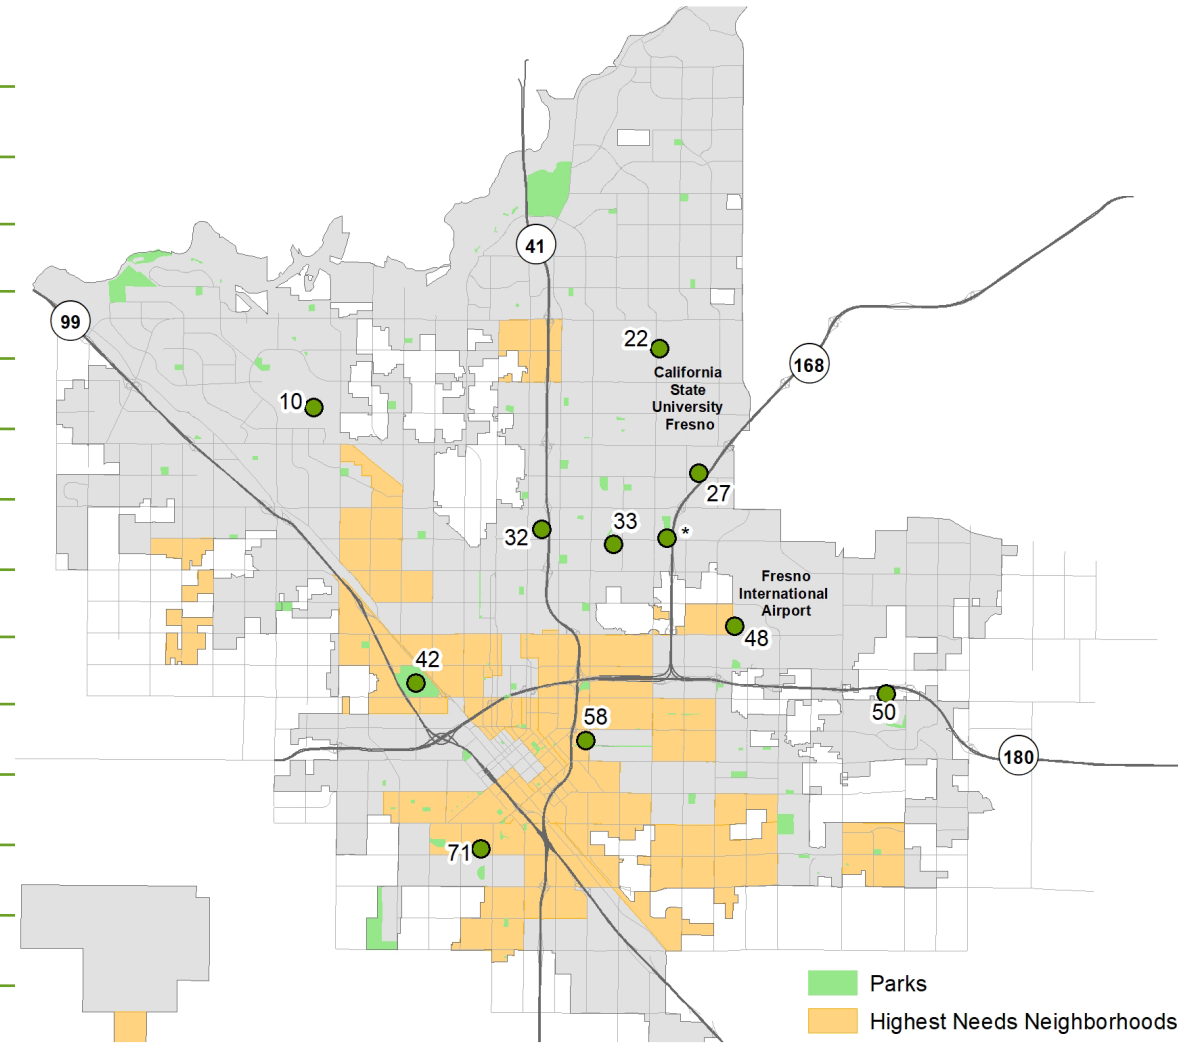 41
99
22
168
California
State
University
Fresno
10
27
33
32
*
Fresno
International
Airport
48
42
50
58
180
71
Parks
Highest Needs Neighborhoods